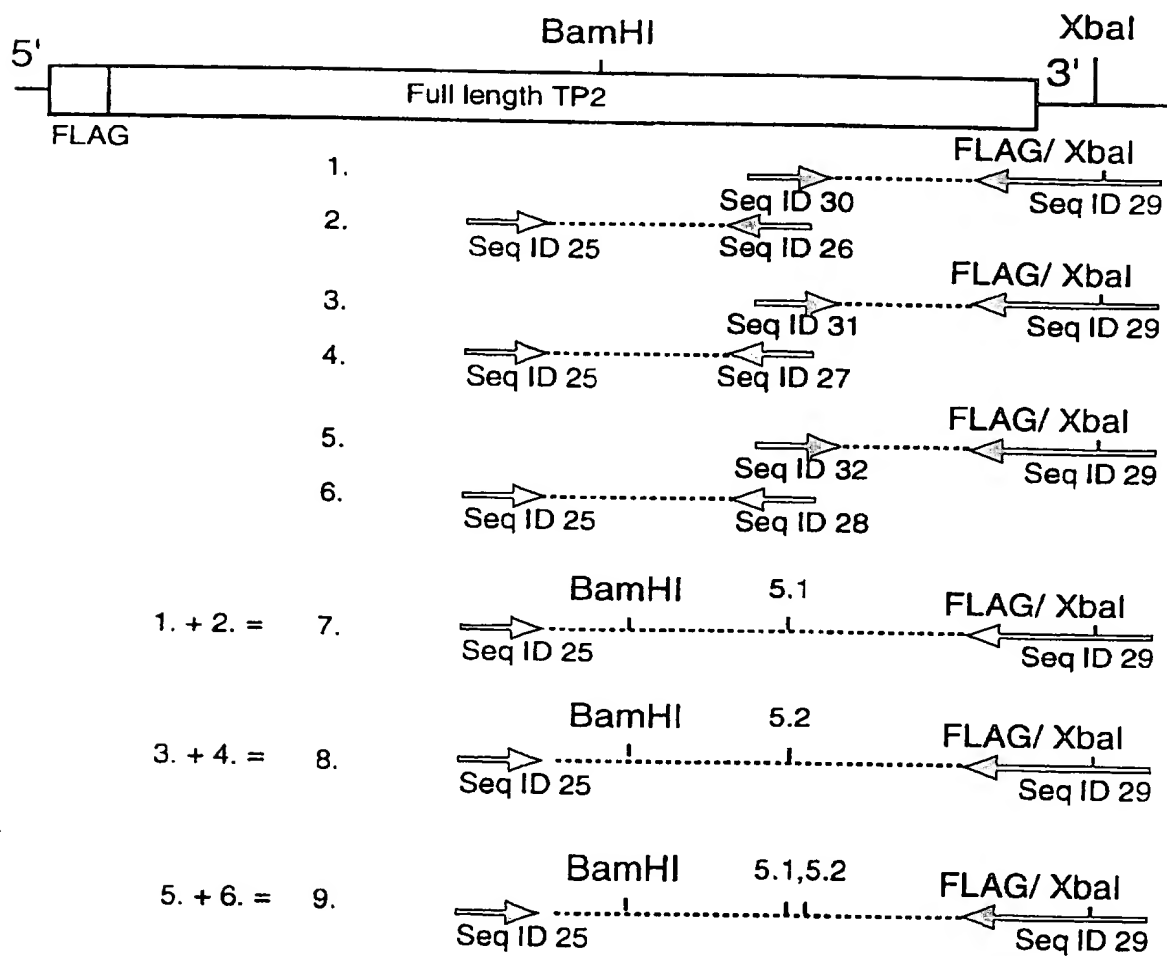 BamHI
XbaI
5'
3'
Full length TP2
FLAG
1.
FLAG/ XbaI
Seq ID 30
Seq ID 29
2.
Seq ID 25
Seq ID 26
3.
FLAG/ XbaI
Seq ID 31
Seq ID 29
4.
Seq ID 25
Seq ID 27
5.
FLAG/ XbaI
Seq ID 32
Seq ID 29
6.
Seq ID 25
Seq ID 28
1. + 2. = 7.
BamHI
5.1
FLAG/ XbaI
Seq ID 25
Seq ID 29
3. + 4. = 8.
BamHI
5.2
FLAG/ XbaI
Seq ID 25
Seq ID 29
5. + 6. = 9.
BamHI
5.1,5.2
FLAG/ XbaI
Seq ID 25
Seq ID 29